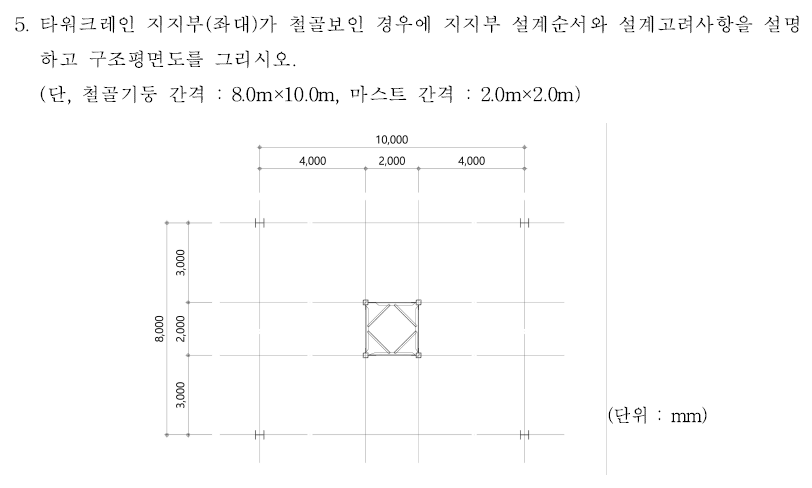 5. 타워크레인 지지부(좌대)가 철골보인 경우에 지지부 설계순서와 설계고려사항을 설명
하고 구조평면도를 그리시오.
(단, 철골기둥 간격 : 8.0m×10.0m, 마스트 간격 : 2.0m×2.0m)
10,000
4,000 2,000 4,000
3,000
8,000
2,000
3,000
(단위 : mm)